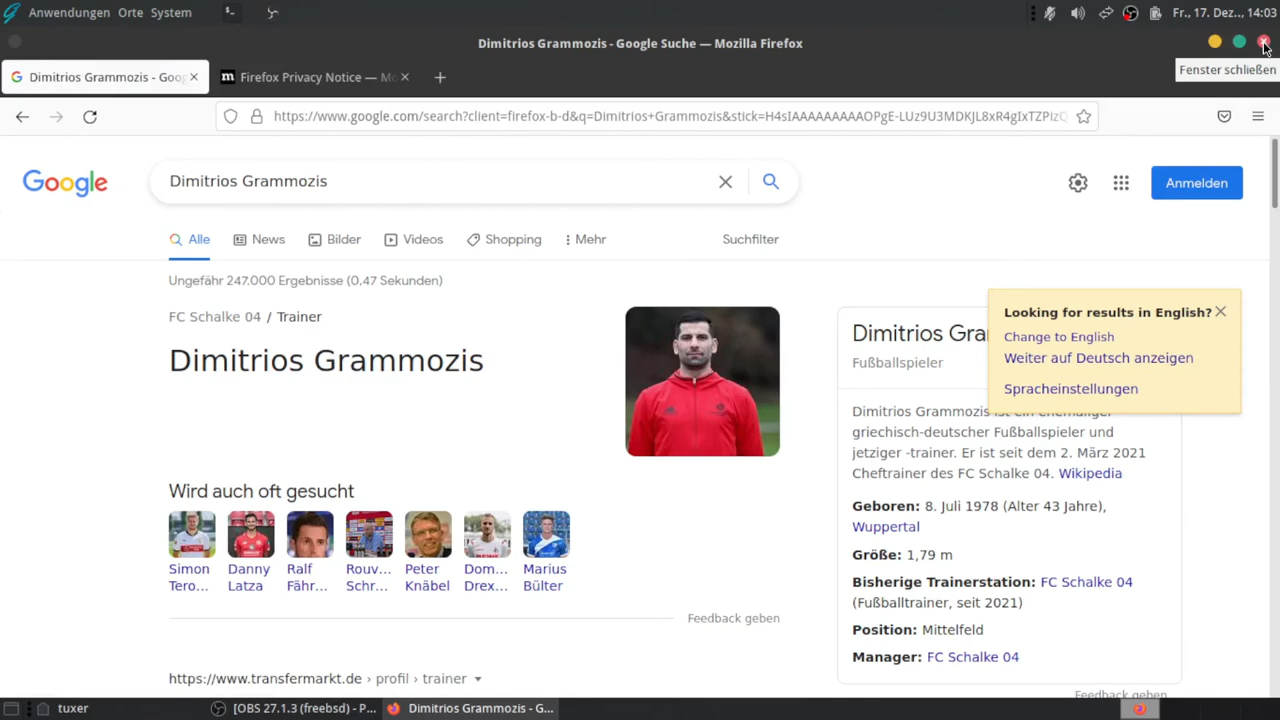 Anwendungen Orte System
Fr., 17. Dez.., 14:03
Dimitrios Grammozis - Google Suche — Mozilla Firefox
Fenster schließen
Dimitrios Grammozis - Goog
Firefox Privacy Notice — Mo
https://www.google.com/search?client=firefox-b-d&q=Dimitrios+Grammozis&stick=
Google
Dimitrios Grammozis
Anmelden
Alle News Bilder Videos Shopping Mehr Suchfilter
Ungefähr 247.000 Ergebnisse (0,47 Sekunden)
FC Schalke 04 / Trainer
Dimitrios Grammozis
Wird auch oft gesucht
Simon Tero...
Danny Latza
Ralf Fähr...
Rouv... Schr...
Peter Knäbel
Dom... Drex...
Marius Bülter
Feedback geben
https://www.transfermarkt.de › profil › trainer
Dimitrios Gra
Fußballspieler
Looking for results in English?
Change to English
Weiter auf Deutsch anzeigen
Spracheinstellungen
Dimitrios Grammozis ist ein ehemaliger
griechisch-deutscher Fußballspieler und
jetziger -trainer. Er ist seit dem 2. März 2021
Cheftrainer des FC Schalke 04. Wikipedia
Geboren: 8. Juli 1978 (Alter 43 Jahre),
Wuppertal
Größe: 1,79 m
Bisherige Trainerstation: FC Schalke 04
(Fußballtrainer, seit 2021)
Position: Mittelfeld
Manager: FC Schalke 04
Feedback geben
tuxer
[OBS 27.1.3 (freebsd) - P...
Dimitrios Grammozis - G...